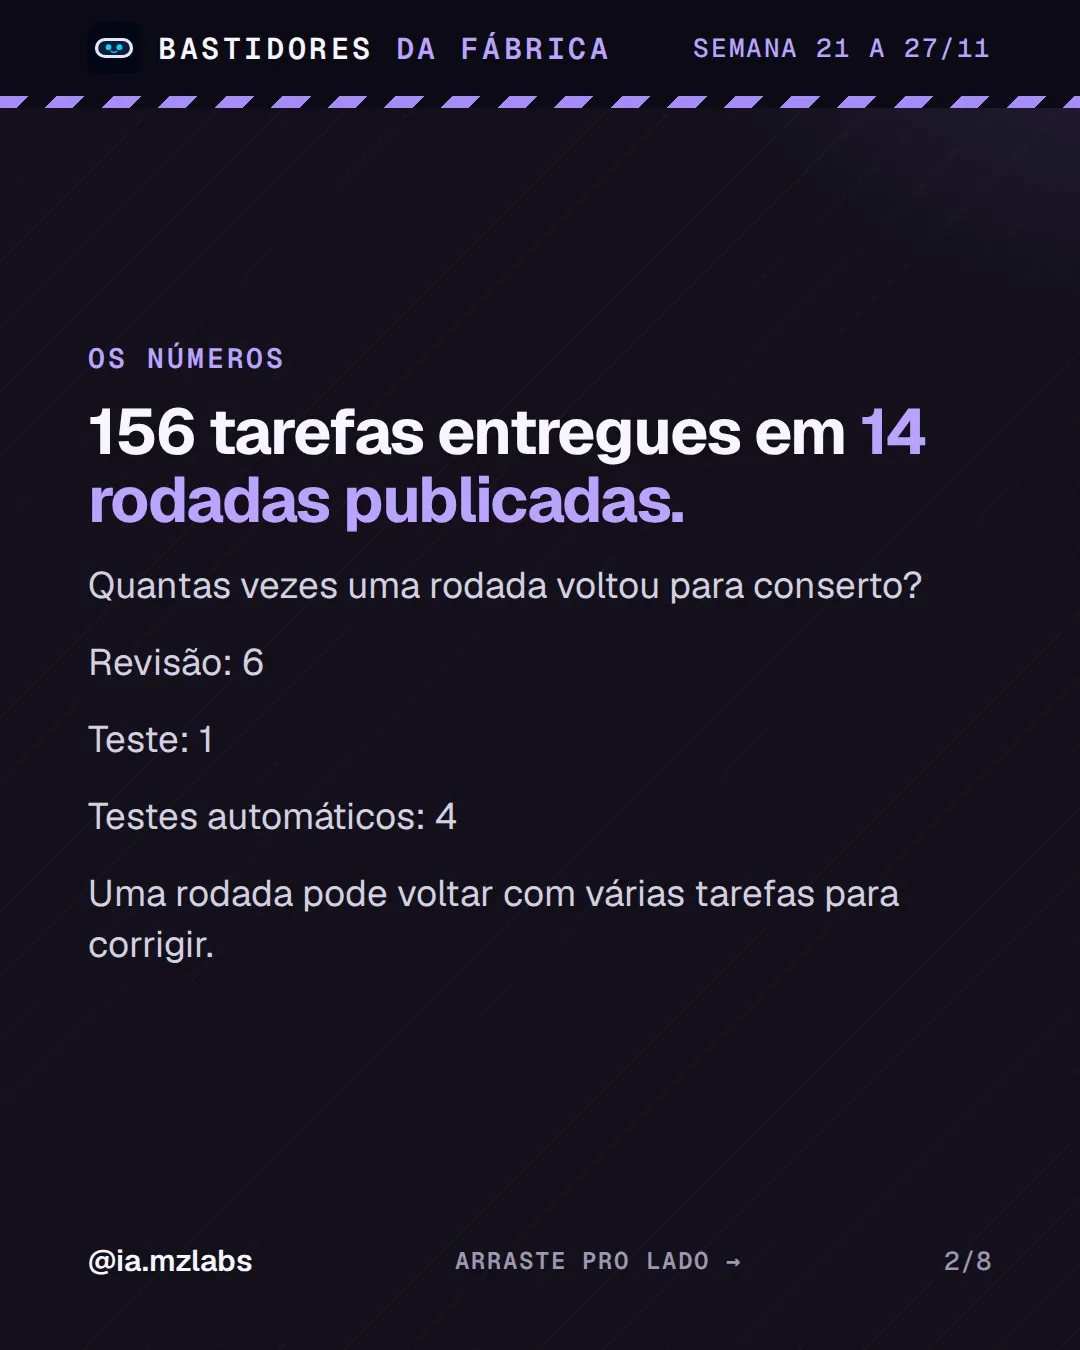 BASTIDORES DA FÁBRICA
SEMANA 21 A 27/11
OS NÚMEROS
156 tarefas entregues em 14
rodadas publicadas.
Quantas vezes uma rodada voltou para conserto?
Revisão: 6
Teste: 1
Testes automáticos: 4
Uma rodada pode voltar com várias tarefas para
corrigir.
@ia.mzlabs
ARRASTE PRO LADO →
2/8